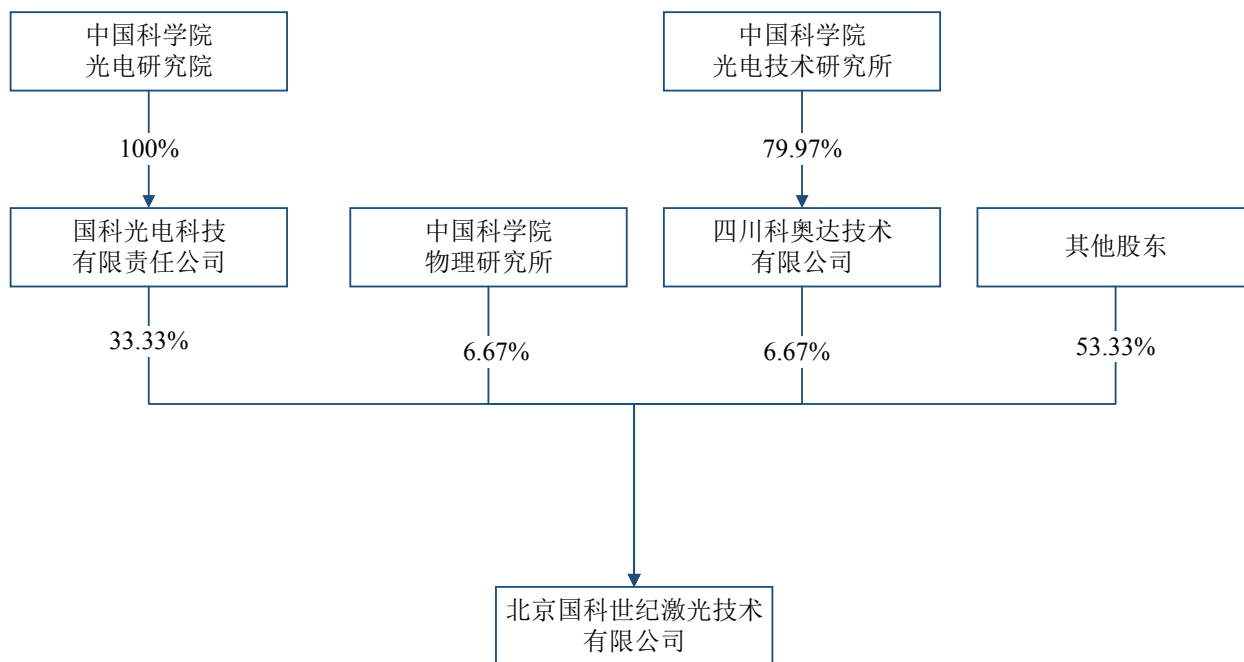 中国科学院
光电研究院
中国科学院
光电技术研究所
100%
79.97%
国科光电科技
有限责任公司
中国科学院
物理研究所
四川科奥达技术
有限公司
其他股东
33.33%
6.67%
6.67%
53.33%
北京国科世纪激光技术
有限公司